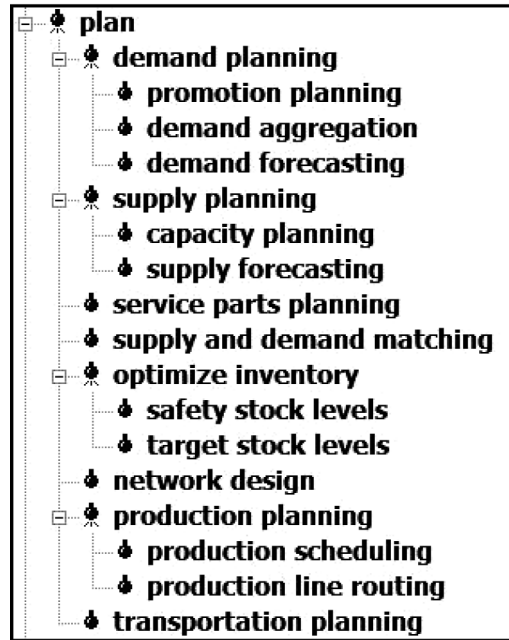 plan
demand planning
promotion planning
demand aggregation
demand forecasting
supply planning
capacity planning
supply forecasting
service parts planning
supply and demand matching
optimize inventory
safety stock levels
target stock levels
network design
production planning
production scheduling
production line routing
transportation planning